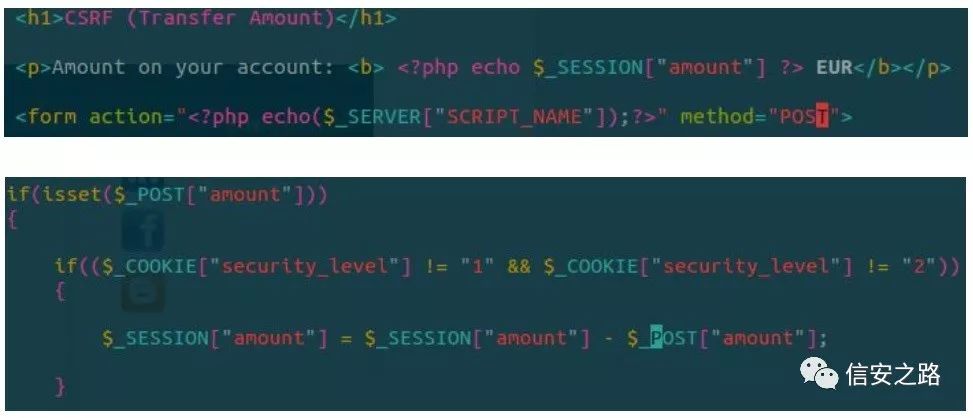 <h1>CSRF (Transfer Amount)</h1>
<p>Amount on your account: <b> <?php echo $_SESSION["amount"] ?> EUR</b></p>
<form action="<?php echo($_SERVER["SCRIPT_NAME"]);?>" method="POST">
if(isset($_POST["amount"]))
{
if(($_COOKIE["security_level"] != "1" && $_COOKIE["security_level"] != "2"))
{
$_SESSION["amount"] = $_SESSION["amount"] - $_POST["amount"];
}
信安之路